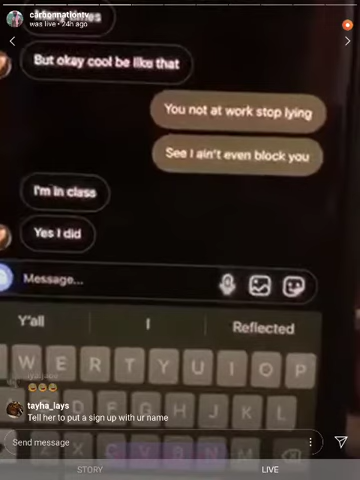 carbonnationtv
was live • 24h ago
But okay cool be like that
You not at work stop lying
See I ain't even block you
I'm in class
Yes I did
Message...
Y'all I Reflected
W E R T Y U I O P
D F G H J K L
tayha_lays
Tell her to put a sign up with ur name
X C V B N M
Send message
STORY LIVE